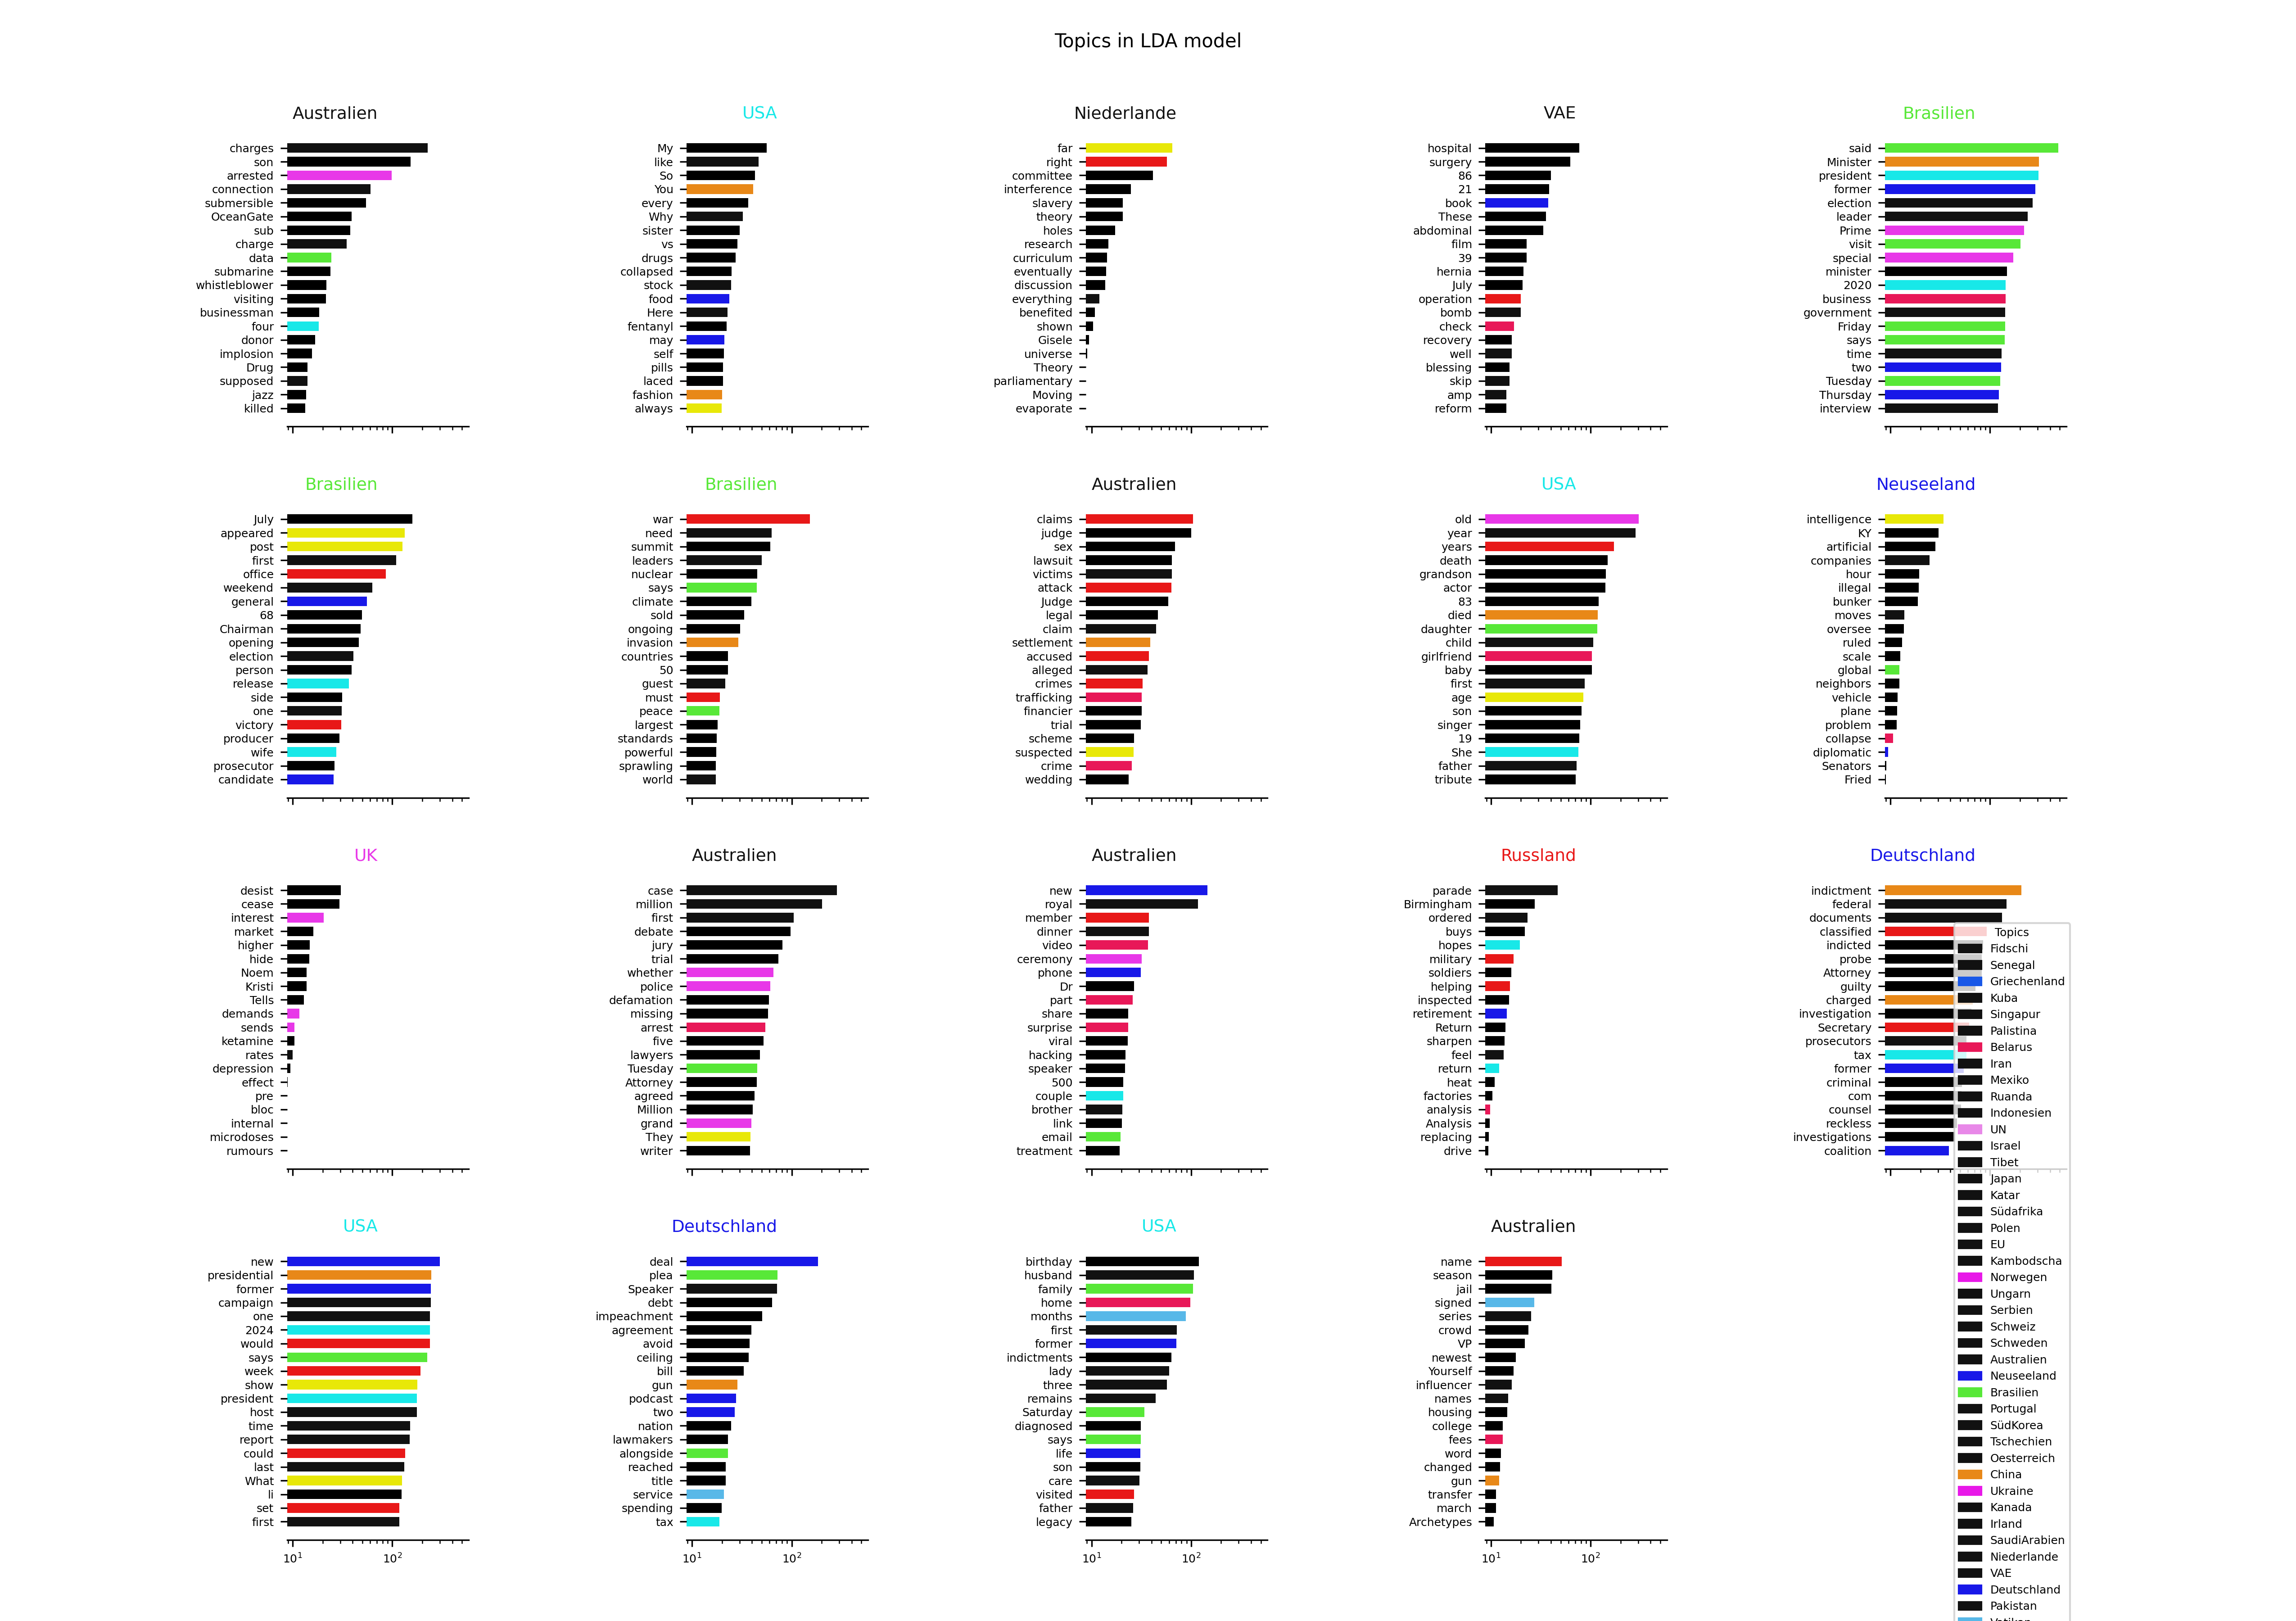 Topics in LDA model
Australien
charges
son
arrested
connection
submersible
OceanGate
sub
charge
data
submarine
whistleblower
visiting
businessman
four
donor
implosion
Drug
supposed
jazz
killed
USA
My
like
So
You
every
Why
sister
vs
drugs
collapsed
stock
food
Here
fentanyl
may
self
pills
laced
fashion
always
Niederlande
far
right
committee
interference
slavery
theory
holes
research
curriculum
eventually
discussion
everything
benefited
shown
Gisele
universe
Theory
parliamentary
Moving
evaporate
VAE
hospital
surgery
86
21
book
These
abdominal
film
39
hernia
July
operation
bomb
check
recovery
well
blessing
skip
amp
reform
Brasilien
said
Minister
president
former
election
leader
Prime
visit
special
minister
2020
business
government
Friday
says
time
two
Tuesday
Thursday
interview
Brasilien
July
appeared
post
first
office
weekend
general
68
Chairman
opening
election
person
release
side
one
victory
producer
wife
prosecutor
candidate
Brasilien
war
need
summit
leaders
nuclear
says
climate
sold
ongoing
invasion
countries
50
guest
must
peace
largest
standards
powerful
sprawling
world
Australien
claims
judge
sex
lawsuit
victims
attack
Judge
legal
claim
settlement
accused
alleged
crimes
trafficking
financier
trial
scheme
suspected
crime
wedding
USA
old
year
years
death
grandson
actor
83
died
daughter
child
girlfriend
baby
first
age
son
singer
19
She
father
tribute
Neuseeland
intelligence
KY
artificial
companies
hour
illegal
bunker
moves
oversee
ruled
scale
global
neighbors
vehicle
plane
problem
collapse
diplomatic
Senators
Fried
UK
desist
cease
interest
market
higher
hide
Noem
Kristi
Tells
demands
sends
ketamine
rates
depression
effect
pre
bloc
internal
microdoses
rumours
Australien
case
million
first
debate
jury
trial
whether
police
defamation
missing
arrest
five
lawyers
Tuesday
Attorney
agreed
Million
grand
They
writer
Australien
new
royal
member
dinner
video
ceremony
phone
Dr
part
share
surprise
viral
hacking
speaker
500
couple
brother
link
email
treatment
Russland
parade
Birmingham
ordered
buys
hopes
military
soldiers
helping
inspected
retirement
Return
sharpen
feel
return
heat
factories
analysis
Analysis
replacing
drive
Deutschland
indictment
federal
documents
classified
indicted
probe
Attorney
guilty
charged
investigation
Secretary
prosecutors
tax
former
criminal
com
counsel
reckless
investigations
coalition
USA
new
presidential
former
campaign
one
2024
would
says
week
show
president
host
time
report
could
last
What
li
set
first
10¹ 10²
Deutschland
deal
plea
Speaker
debt
impeachment
agreement
avoid
ceiling
bill
gun
podcast
two
nation
lawmakers
alongside
reached
title
service
spending
tax
10¹ 10²
USA
birthday
husband
family
home
months
first
former
indictments
lady
three
remains
Saturday
diagnosed
says
life
son
care
visited
father
legacy
10¹ 10²
Australien
name
season
jail
signed
series
crowd
VP
newest
Yourself
influencer
names
housing
college
fees
word
changed
gun
transfer
march
Archetypes
10¹ 10²
Topics
Fidschi
Senegal
Griechenland
Kuba
Singapur
Palistina
Belarus
Iran
Mexiko
Ruanda
Indonesien
UN
Israel
Tibet
Japan
Katar
Südafrika
Polen
EU
Kambodscha
Norwegen
Ungarn
Serbien
Schweiz
Schweden
Australien
Neuseeland
Brasilien
Portugal
SüdKorea
Tschechien
Oesterreich
China
Ukraine
Kanada
Irland
SaudiArabien
Niederlande
VAE
Deutschland
Pakistan